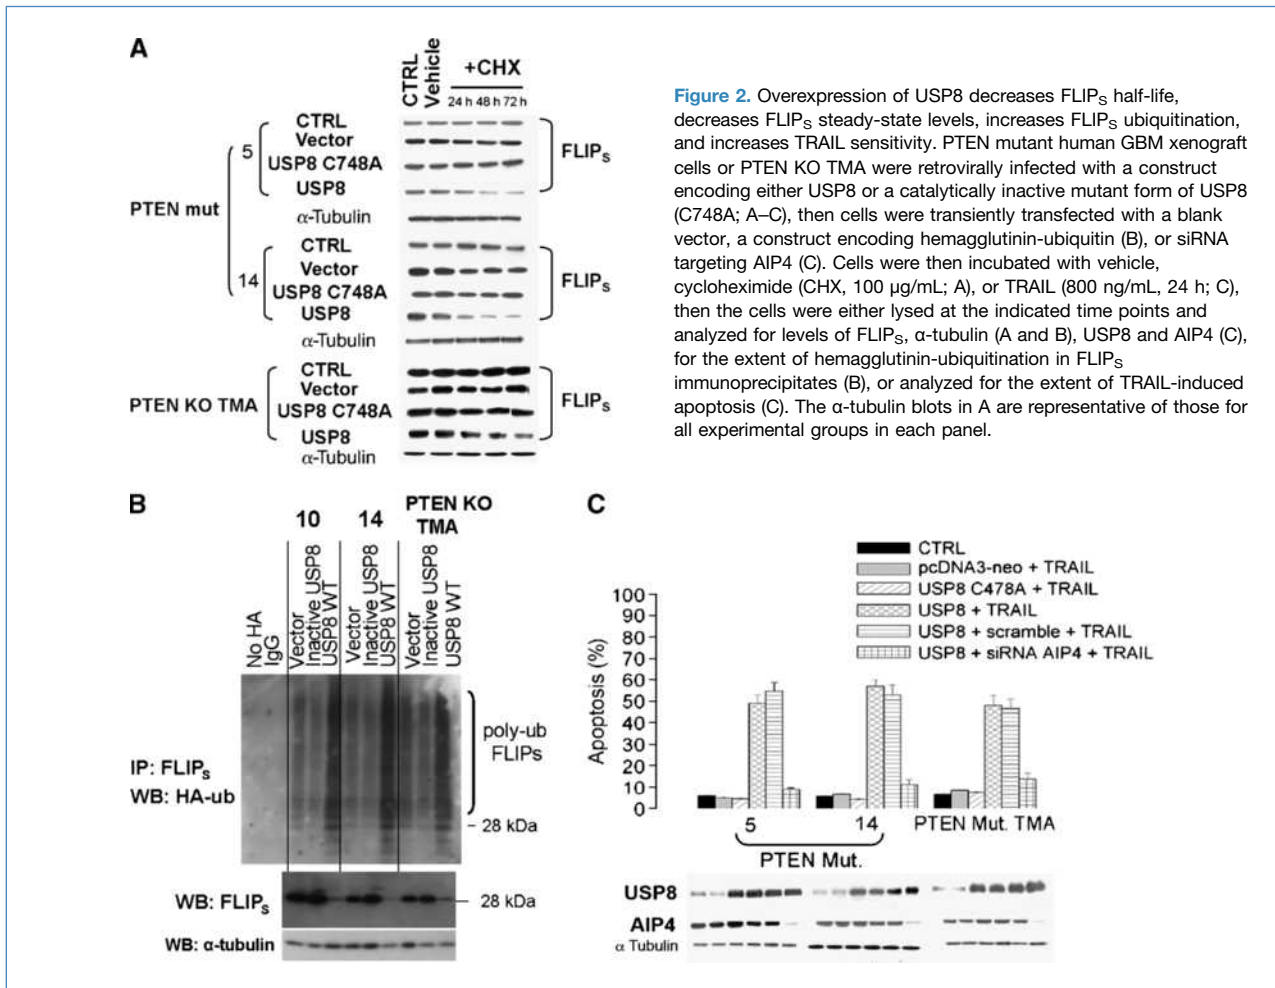 A
CTRL
Vehicle
+CHX
24 h 48 h 72 h
CTRL
Vector
USP8 C748A
USP8
α-Tubulin
5
FLIPS
PTEN mut
CTRL
Vector
USP8 C748A
USP8
α-Tubulin
14
FLIPS
CTRL
Vector
USP8 C748A
USP8
α-Tubulin
PTEN KO TMA
FLIPS
Figure 2. Overexpression of USP8 decreases FLIPS half-life,
decreases FLIPS steady-state levels, increases FLIPS ubiquitination,
and increases TRAIL sensitivity. PTEN mutant human GBM xenograft
cells or PTEN KO TMA were retrovirally infected with a construct
encoding either USP8 or a catalytically inactive mutant form of USP8
(C748A; A–C), then cells were transiently transfected with a blank
vector, a construct encoding hemagglutinin-ubiquitin (B), or siRNA
targeting AIP4 (C). Cells were then incubated with vehicle,
cycloheximide (CHX, 100 μg/mL; A), or TRAIL (800 ng/mL, 24 h; C),
then the cells were either lysed at the indicated time points and
analyzed for levels of FLIPS, α-tubulin (A and B), USP8 and AIP4 (C),
for the extent of hemagglutinin-ubiquitination in FLIPS
immunoprecipitates (B), or analyzed for the extent of TRAIL-induced
apoptosis (C). The α-tubulin blots in A are representative of those for
all experimental groups in each panel.
B
10
14
PTEN KO
TMA
No HA
IgG
Vector
Inactive USP8
USP8 WT
Vector
Inactive USP8
USP8 WT
Vector
Inactive USP8
USP8 WT
IP: FLIPS
WB: HA-ub
poly-ub
FLIPs
28 kDa
WB: FLIPS
28 kDa
WB: α-tubulin
C
CTRL
pcDNA3-neo + TRAIL
USP8 C478A + TRAIL
USP8 + TRAIL
USP8 + scramble + TRAIL
USP8 + siRNA AIP4 + TRAIL
Apoptosis (%)
100
90
80
70
60
50
40
30
20
10
0
5
14
PTEN Mut. TMA
PTEN Mut.
USP8
AIP4
α Tubulin